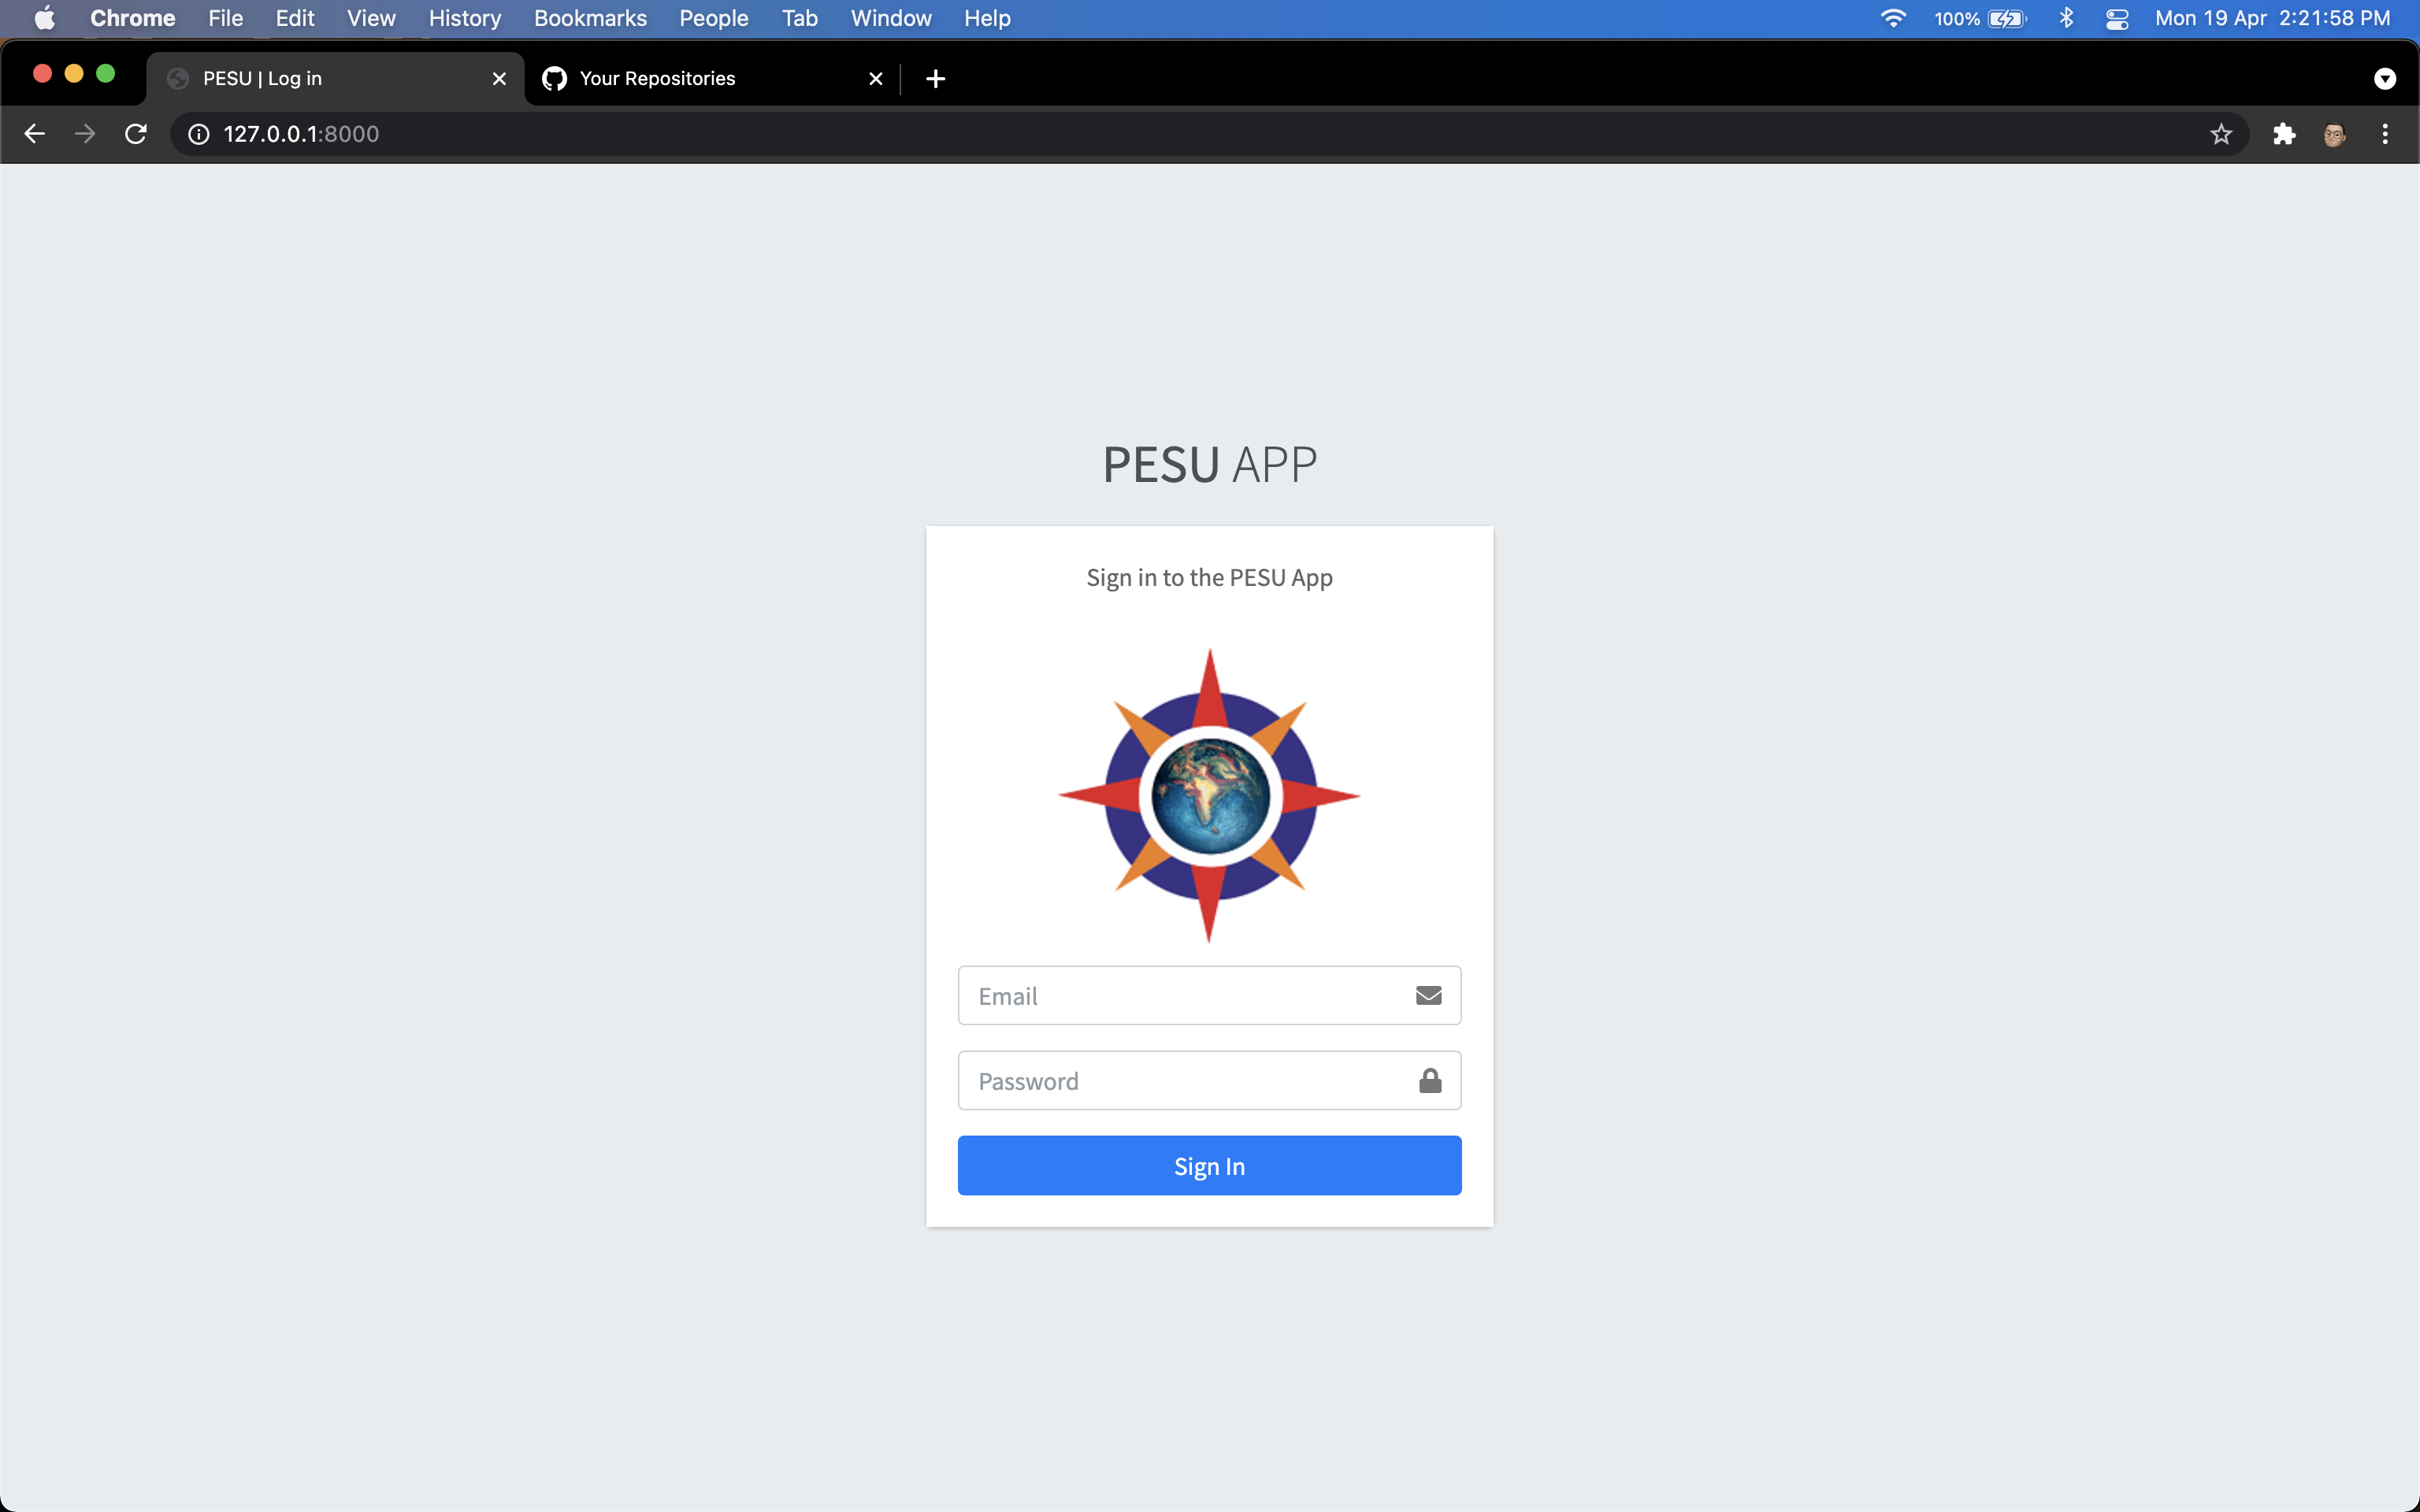 Chrome File Edit View History Bookmarks People Tab Window Help 100% Mon 19 Apr 2:21:58 PM
PESU | Log in Your Repositories
127.0.0.1:8000
PESU APP
Sign in to the PESU App
Email
Password
Sign In